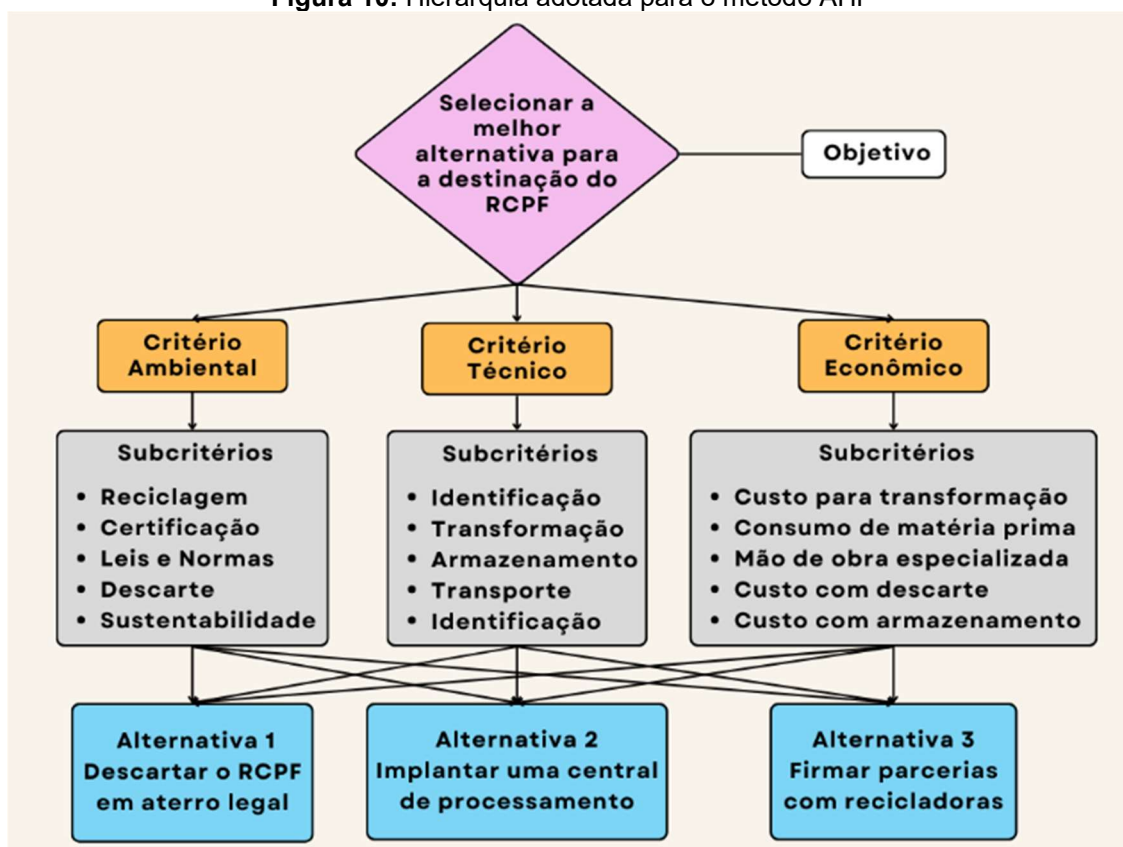 Figura 10: Hierarquia adotada para o método AHP
Selecionar a
melhor
alternativa para
a destinação do
RCPF
Objetivo
Critério
Ambiental
Critério
Técnico
Critério
Econômico
Subcritérios
• Reciclagem
• Certificação
• Leis e Normas
• Descarte
• Sustentabilidade
Subcritérios
• Identificação
• Transformação
• Armazenamento
• Transporte
• Identificação
Subcritérios
• Custo para transformação
• Consumo de matéria prima
• Mão de obra especializada
• Custo com descarte
• Custo com armazenamento
Alternativa 1
Descartar o RCPF
em aterro legal
Alternativa 2
Implantar uma central
de processamento
Alternativa 3
Firmar parcerias
com recicladoras